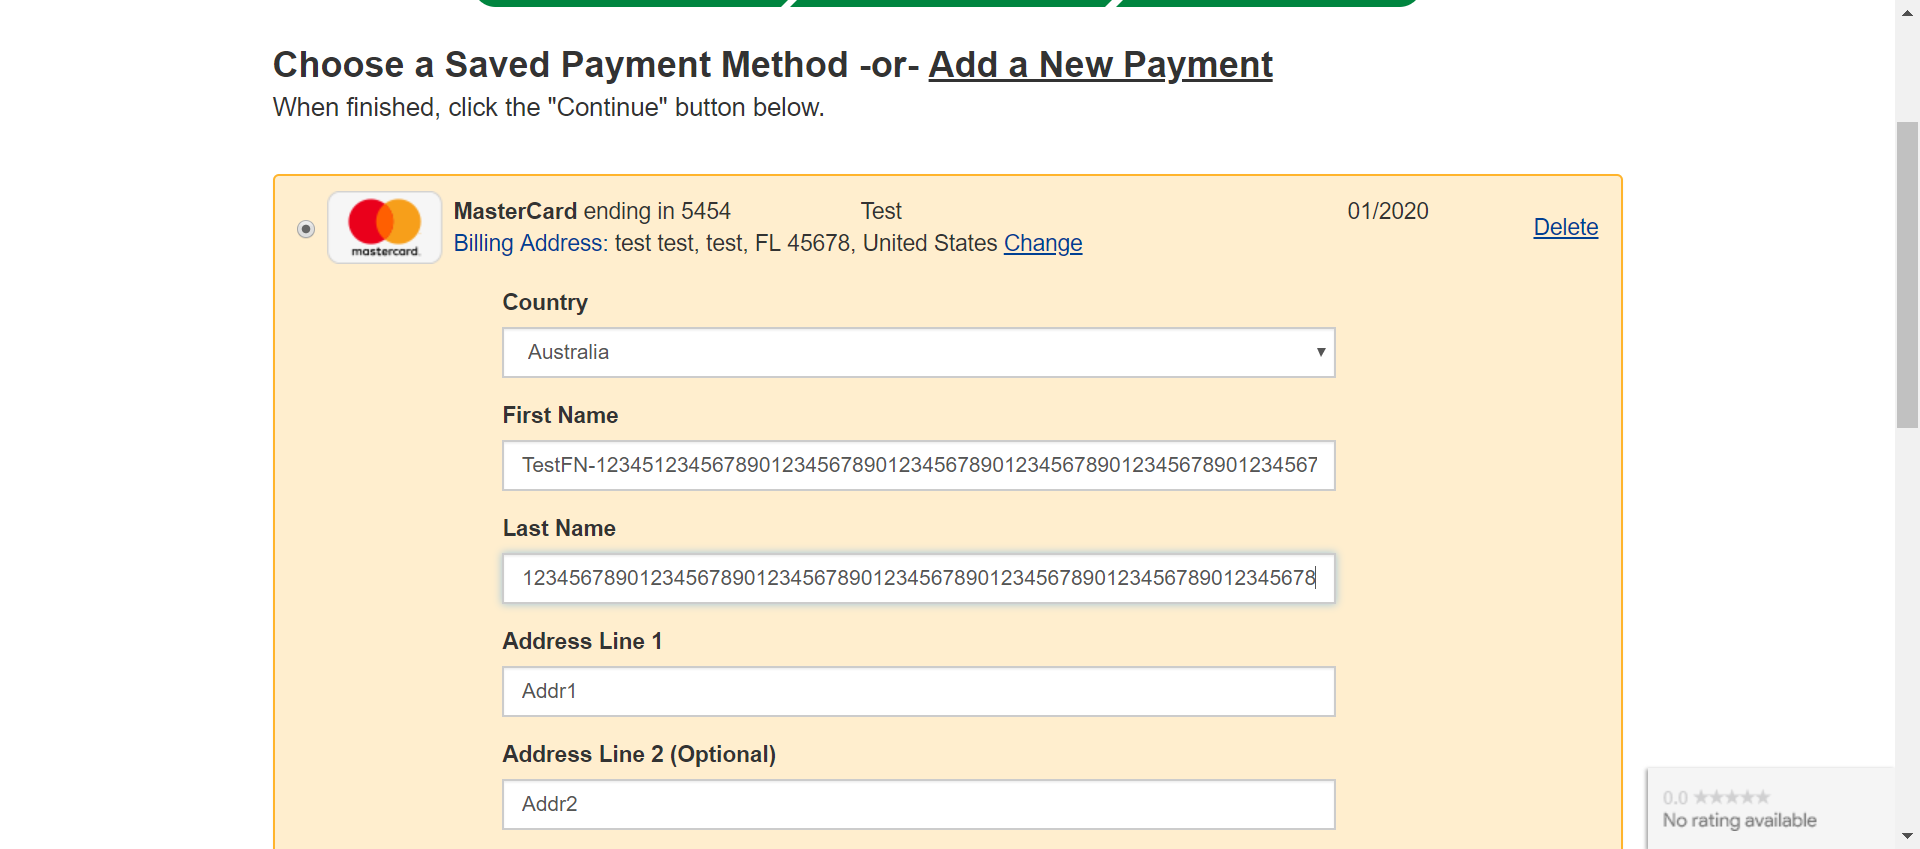 Choose a Saved Payment Method -or- Add a New Payment
When finished, click the "Continue" button below.
mastercard.
MasterCard ending in 5454 Test 01/2020
Billing Address: test test, test, FL 45678, United States Change
Delete
Country
Australia
First Name
TestFN-1234512345678901234567890123456789012345678901234567
Last Name
1234567890123456789012345678901234567890123456789012345678
Address Line 1
Addr1
Address Line 2 (Optional)
Addr2
0.0 ★★★★★
No rating available